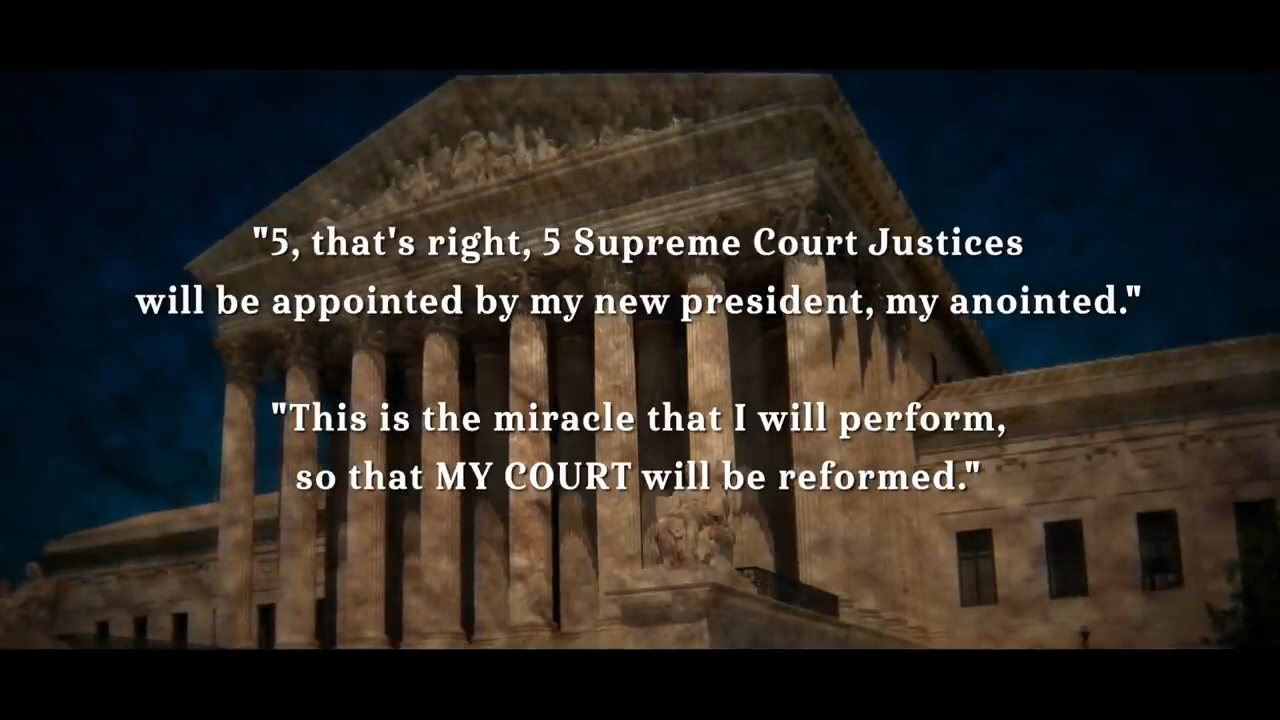 "5, that's right, 5 Supreme Court Justices
will be appointed by my new president, my anointed."
"This is the miracle that I will perform,
so that MY COURT will be reformed."